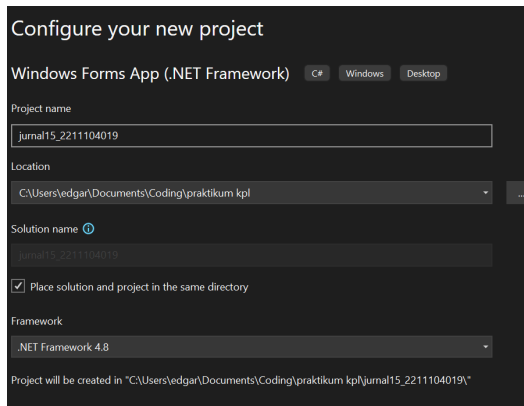 Configure your new project
Windows Forms App (.NET Framework) C# Windows Desktop
Project name
jurnal15_2211104019
Location
C:\Users\edgar\Documents\Coding\praktikum kpl
...
Solution name
jurnal15_2211104019
Place solution and project in the same directory
Framework
.NET Framework 4.8
Project will be created in "C:\Users\edgar\Documents\Coding\praktikum kpl\jurnal15_2211104019\"